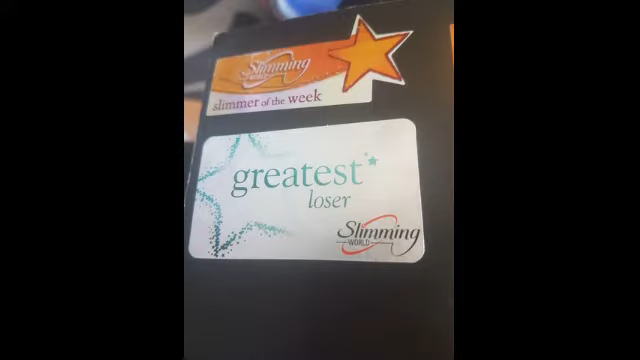 Slimming
WORLD
slimmer of the week
greatest
loser
Slimming
WORLD